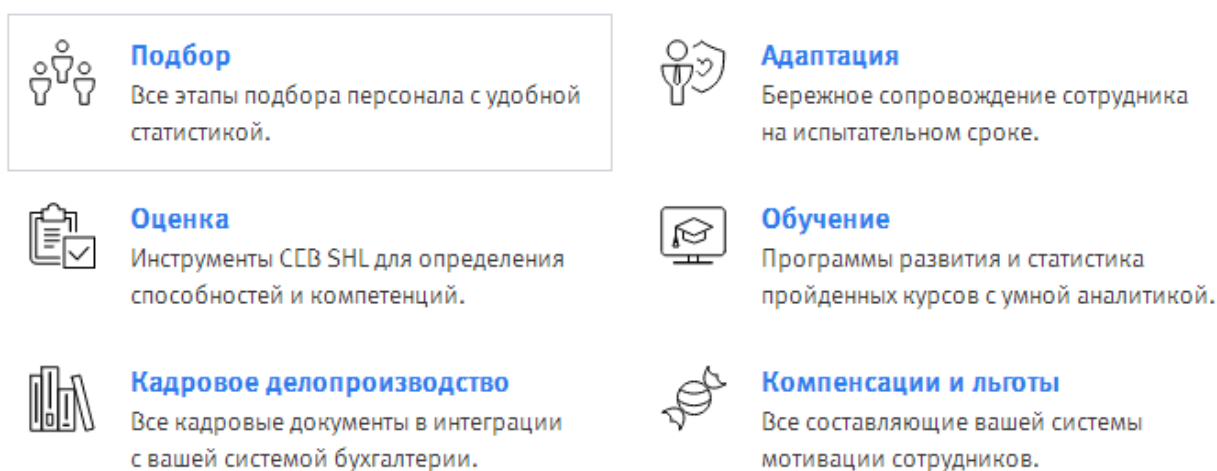 Подбор
Все этапы подбора персонала с удобной
статистикой.
Адаптация
Бережное сопровождение сотрудника
на испытательном сроке.
Оценка
Инструменты CEB SHL для определения
способностей и компетенций.
Обучение
Программы развития и статистика
пройденных курсов с умной аналитикой.
Кадровое делопроизводство
Все кадровые документы в интеграции
с вашей системой бухгалтерии.
Компенсации и льготы
Все составляющие вашей системы
мотивации сотрудников.